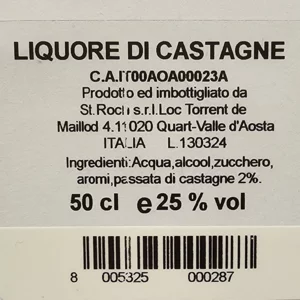 LIQUORE DI CASTAGNE
C.A.IT00AOA00023A
Prodotto ed imbottigliato da
St.Roch s.r.l.Loc Torrent de
Maillod 4.11020 Quart-Valle d'Aosta
ITALIA L.130324
Ingredienti:Acqua,alcool,zucchero,
aromi,passata di castagne 2%.
50 cl e 25 % vol
8 005325 000287